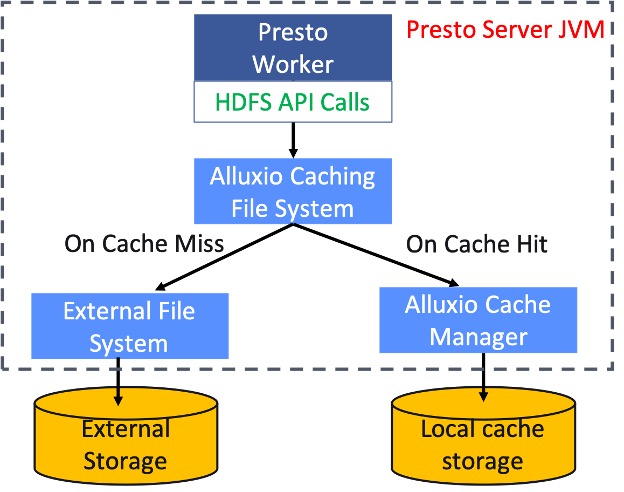 Presto
Worker
Presto Server JVM
HDFS API Calls
Alluxio Caching
File System
On Cache Miss
On Cache Hit
External File
System
Alluxio Cache
Manager
External
Storage
Local cache
storage